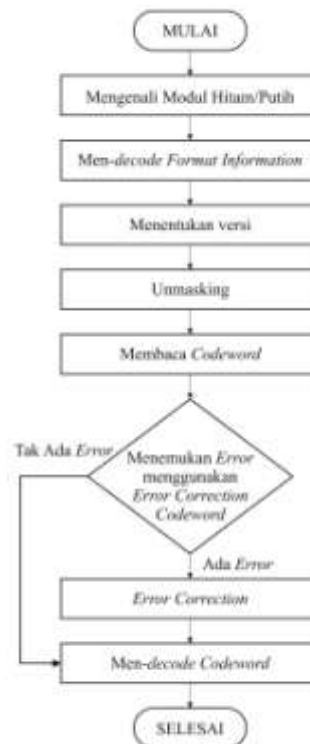 MULAI
Mengenali Modul Hitam/Putih
Men-decode Format Information
Menentukan versi
Unmasking
Membaca Codeword
Tak Ada Error
Menemukan Error
menggunakan
Error Correction
Codeword
Ada Error
Error Correction
Men-decode Codeword
SELESAI